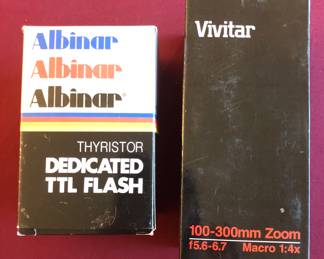 Albinar
Albinar
Albinar®
THYRISTOR
DEDICATED
TTL FLASH
Vivitar
100-300mm Zoom
f5.6-6.7 Macro 1:4x